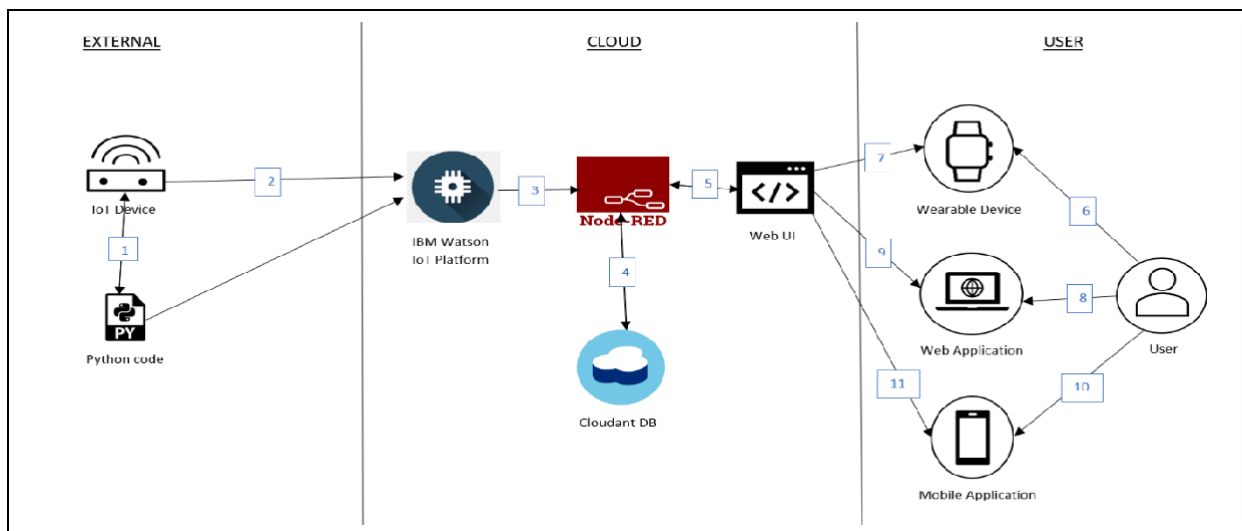 EXTERNAL
CLOUD
USER
IoT Device
1
2
PY
Python code
IBM Watson
IoT Platform
3
Node-RED
4
Cloudant DB
5
</>
Web UI
7
Wearable Device
6
9
Web Application
8
User
11
10
Mobile Application